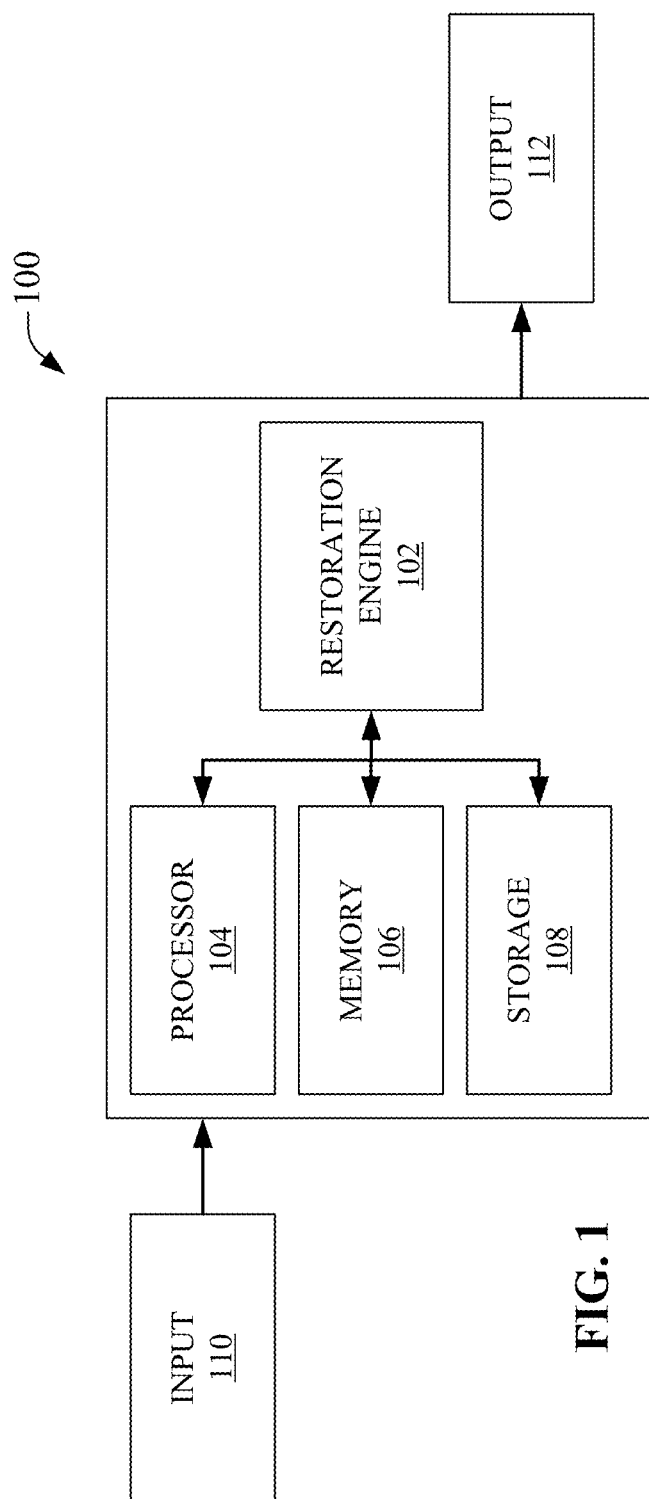 100
INPUT
110
PROCESSOR
104
MEMORY
106
STORAGE
108
RESTORATION
ENGINE
102
OUTPUT
112
FIG. 1